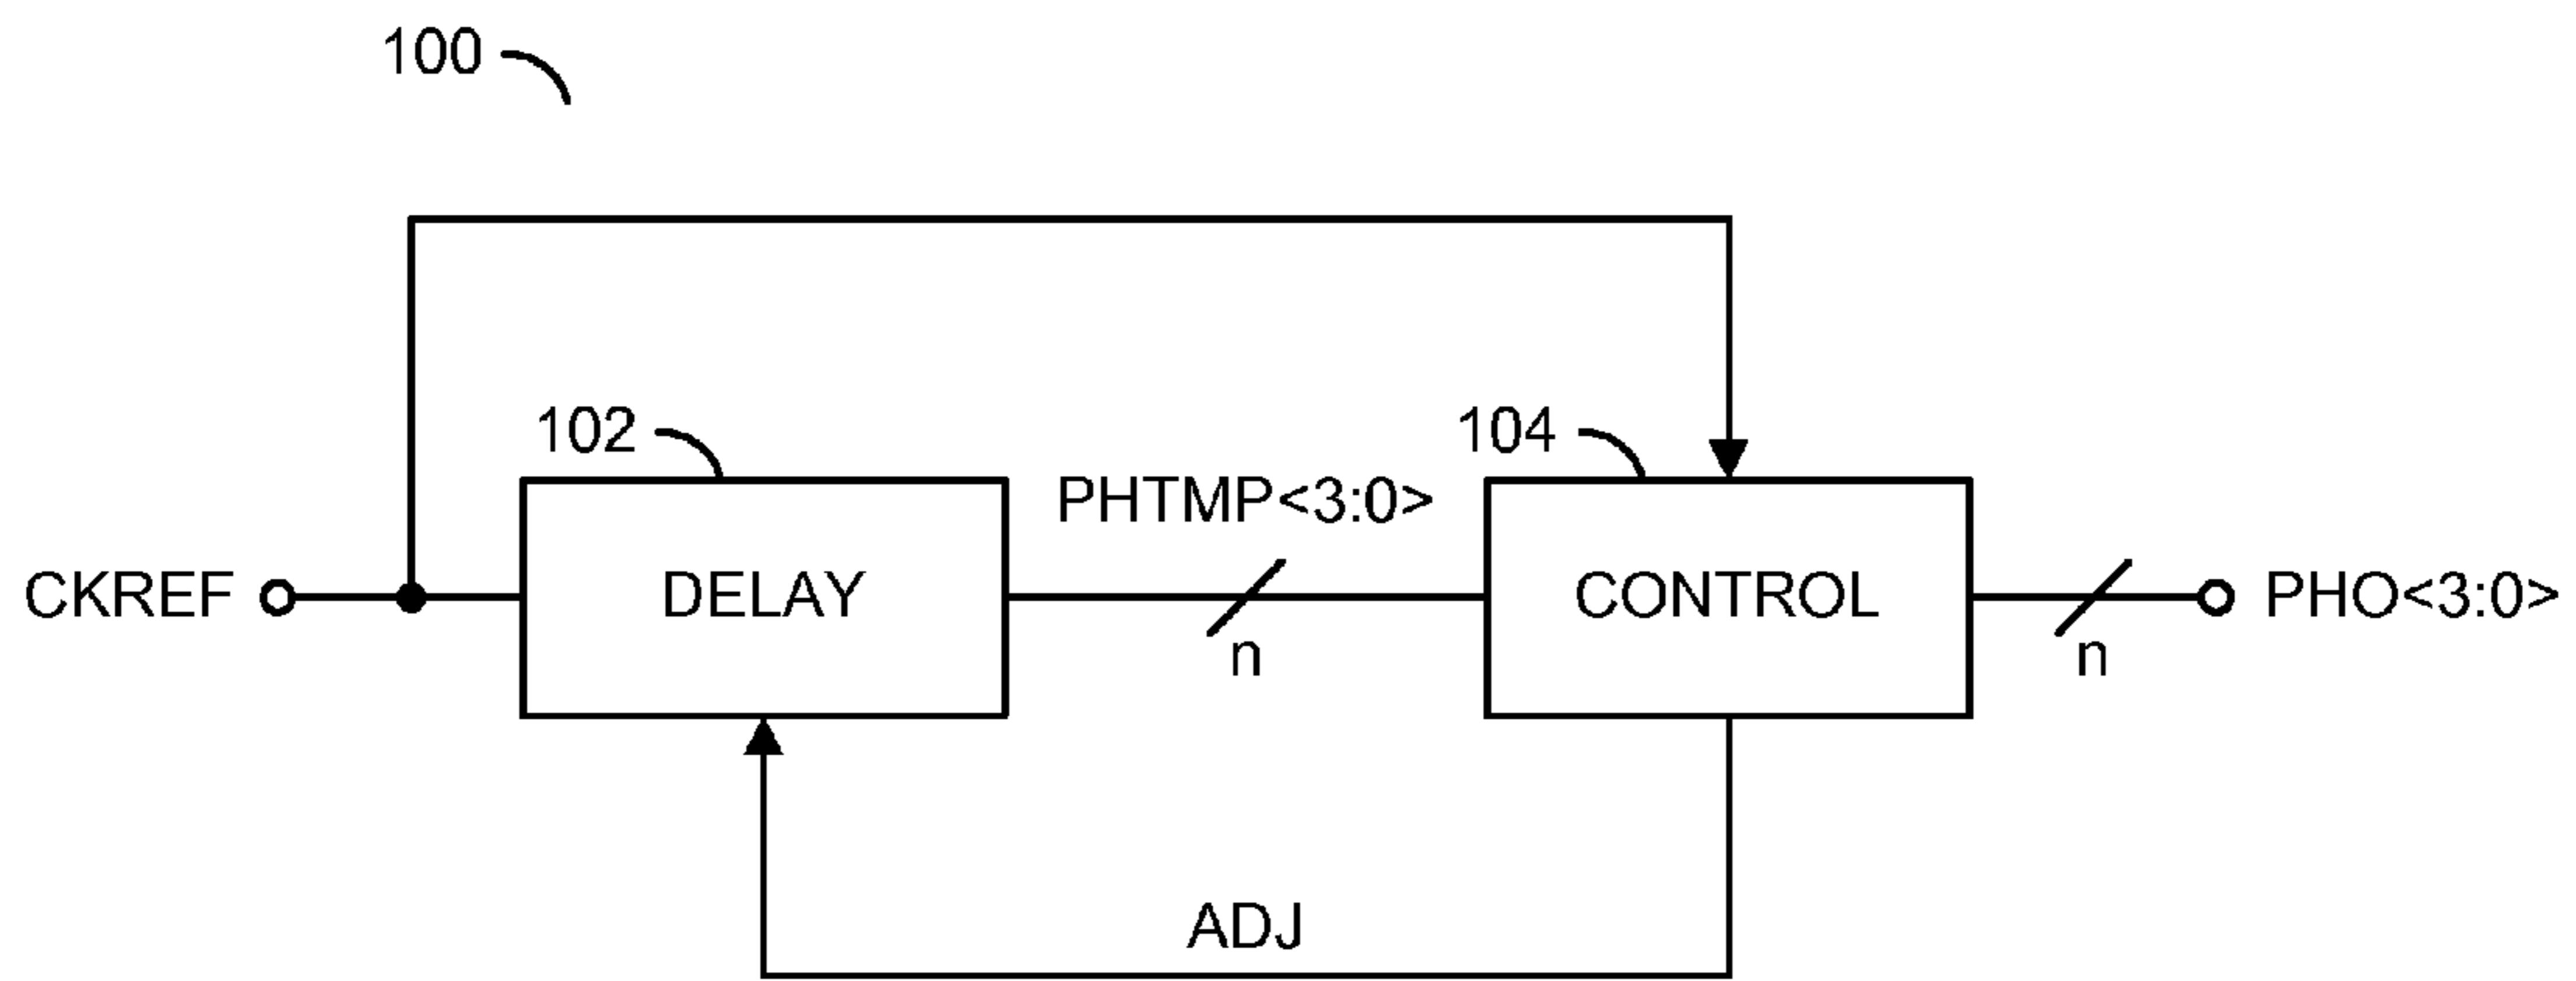 100
102
104
PHTMP<3:0>
CKREF
DELAY
CONTROL
PHO<3:0>
n
n
ADJ